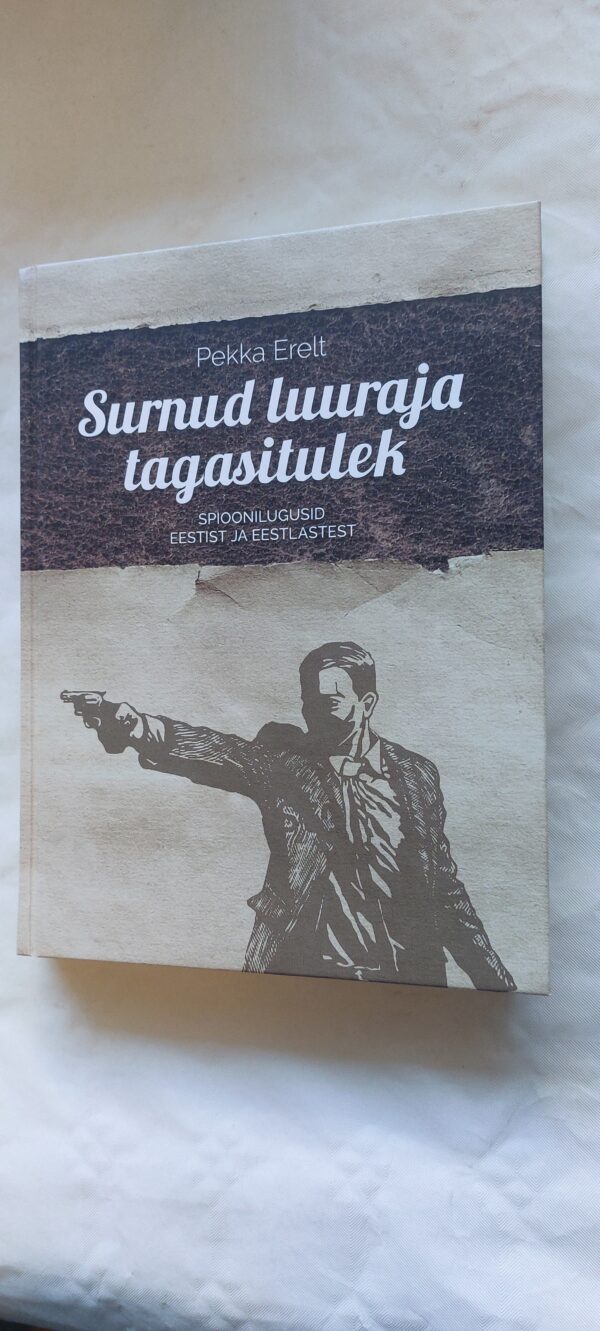 Pekka Erelt
Surnud luuraja
tagasitulek
SPIOONILUGUSID
EESTIST JA EESTLASTEST